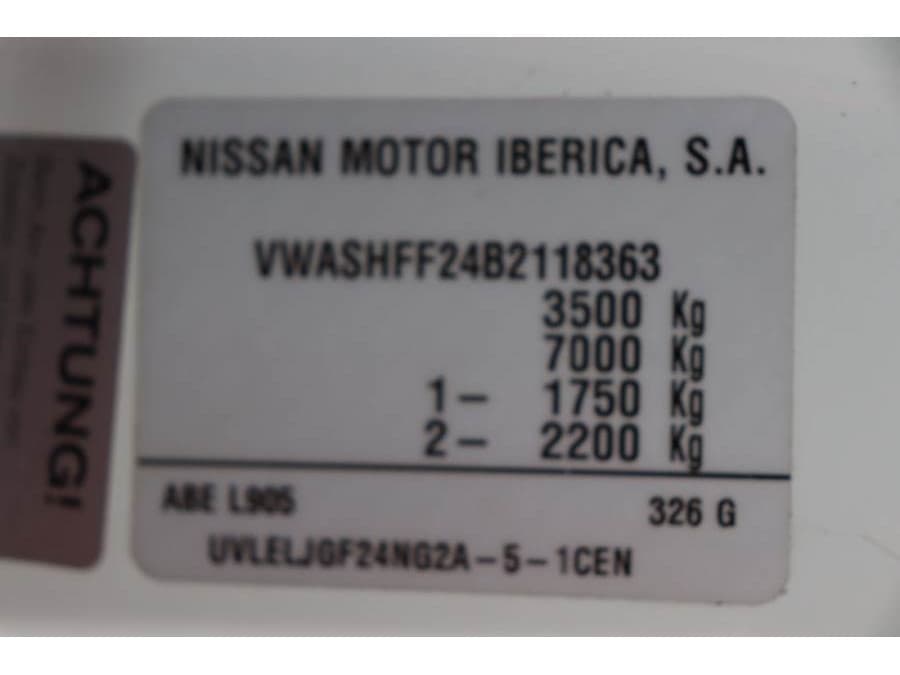 NISSAN MOTOR IBERICA, S.A.
VWASHFF24B2118363
3500 Kg
7000 Kg
1- 1750 Kg
2- 2200 Kg
ABE L905 326 G
UVLELJGF24NG2A-5-1CEN
ACHTUNG!